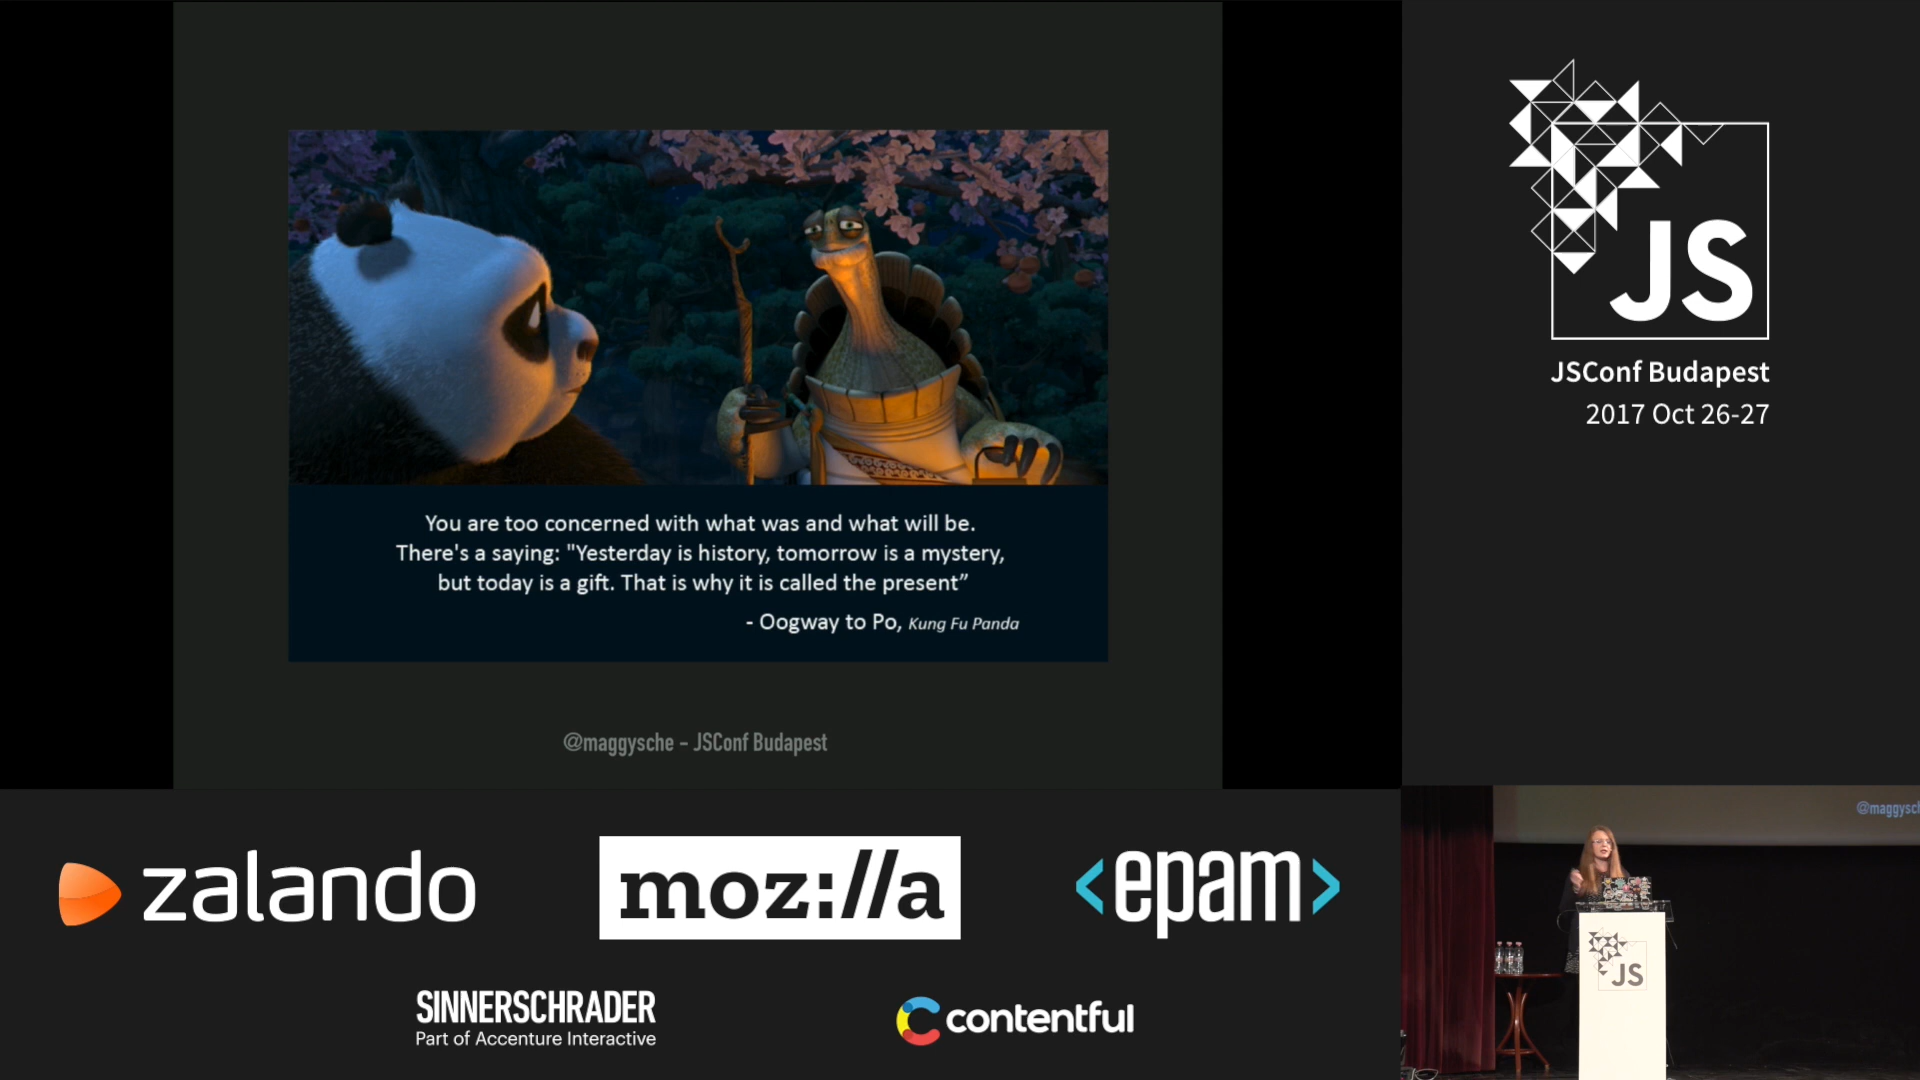 You are too concerned with what was and what will be.
There's a saying: "Yesterday is history, tomorrow is a mystery,
but today is a gift. That is why it is called the present”
- Oogway to Po, Kung Fu Panda
@maggysche - JSConf Budapest
JS
JSConf Budapest
2017 Oct 26-27
zalando
moz://a
<epam>
SINNERSCHRADER
Part of Accenture Interactive
contentful
@maggysch
JS